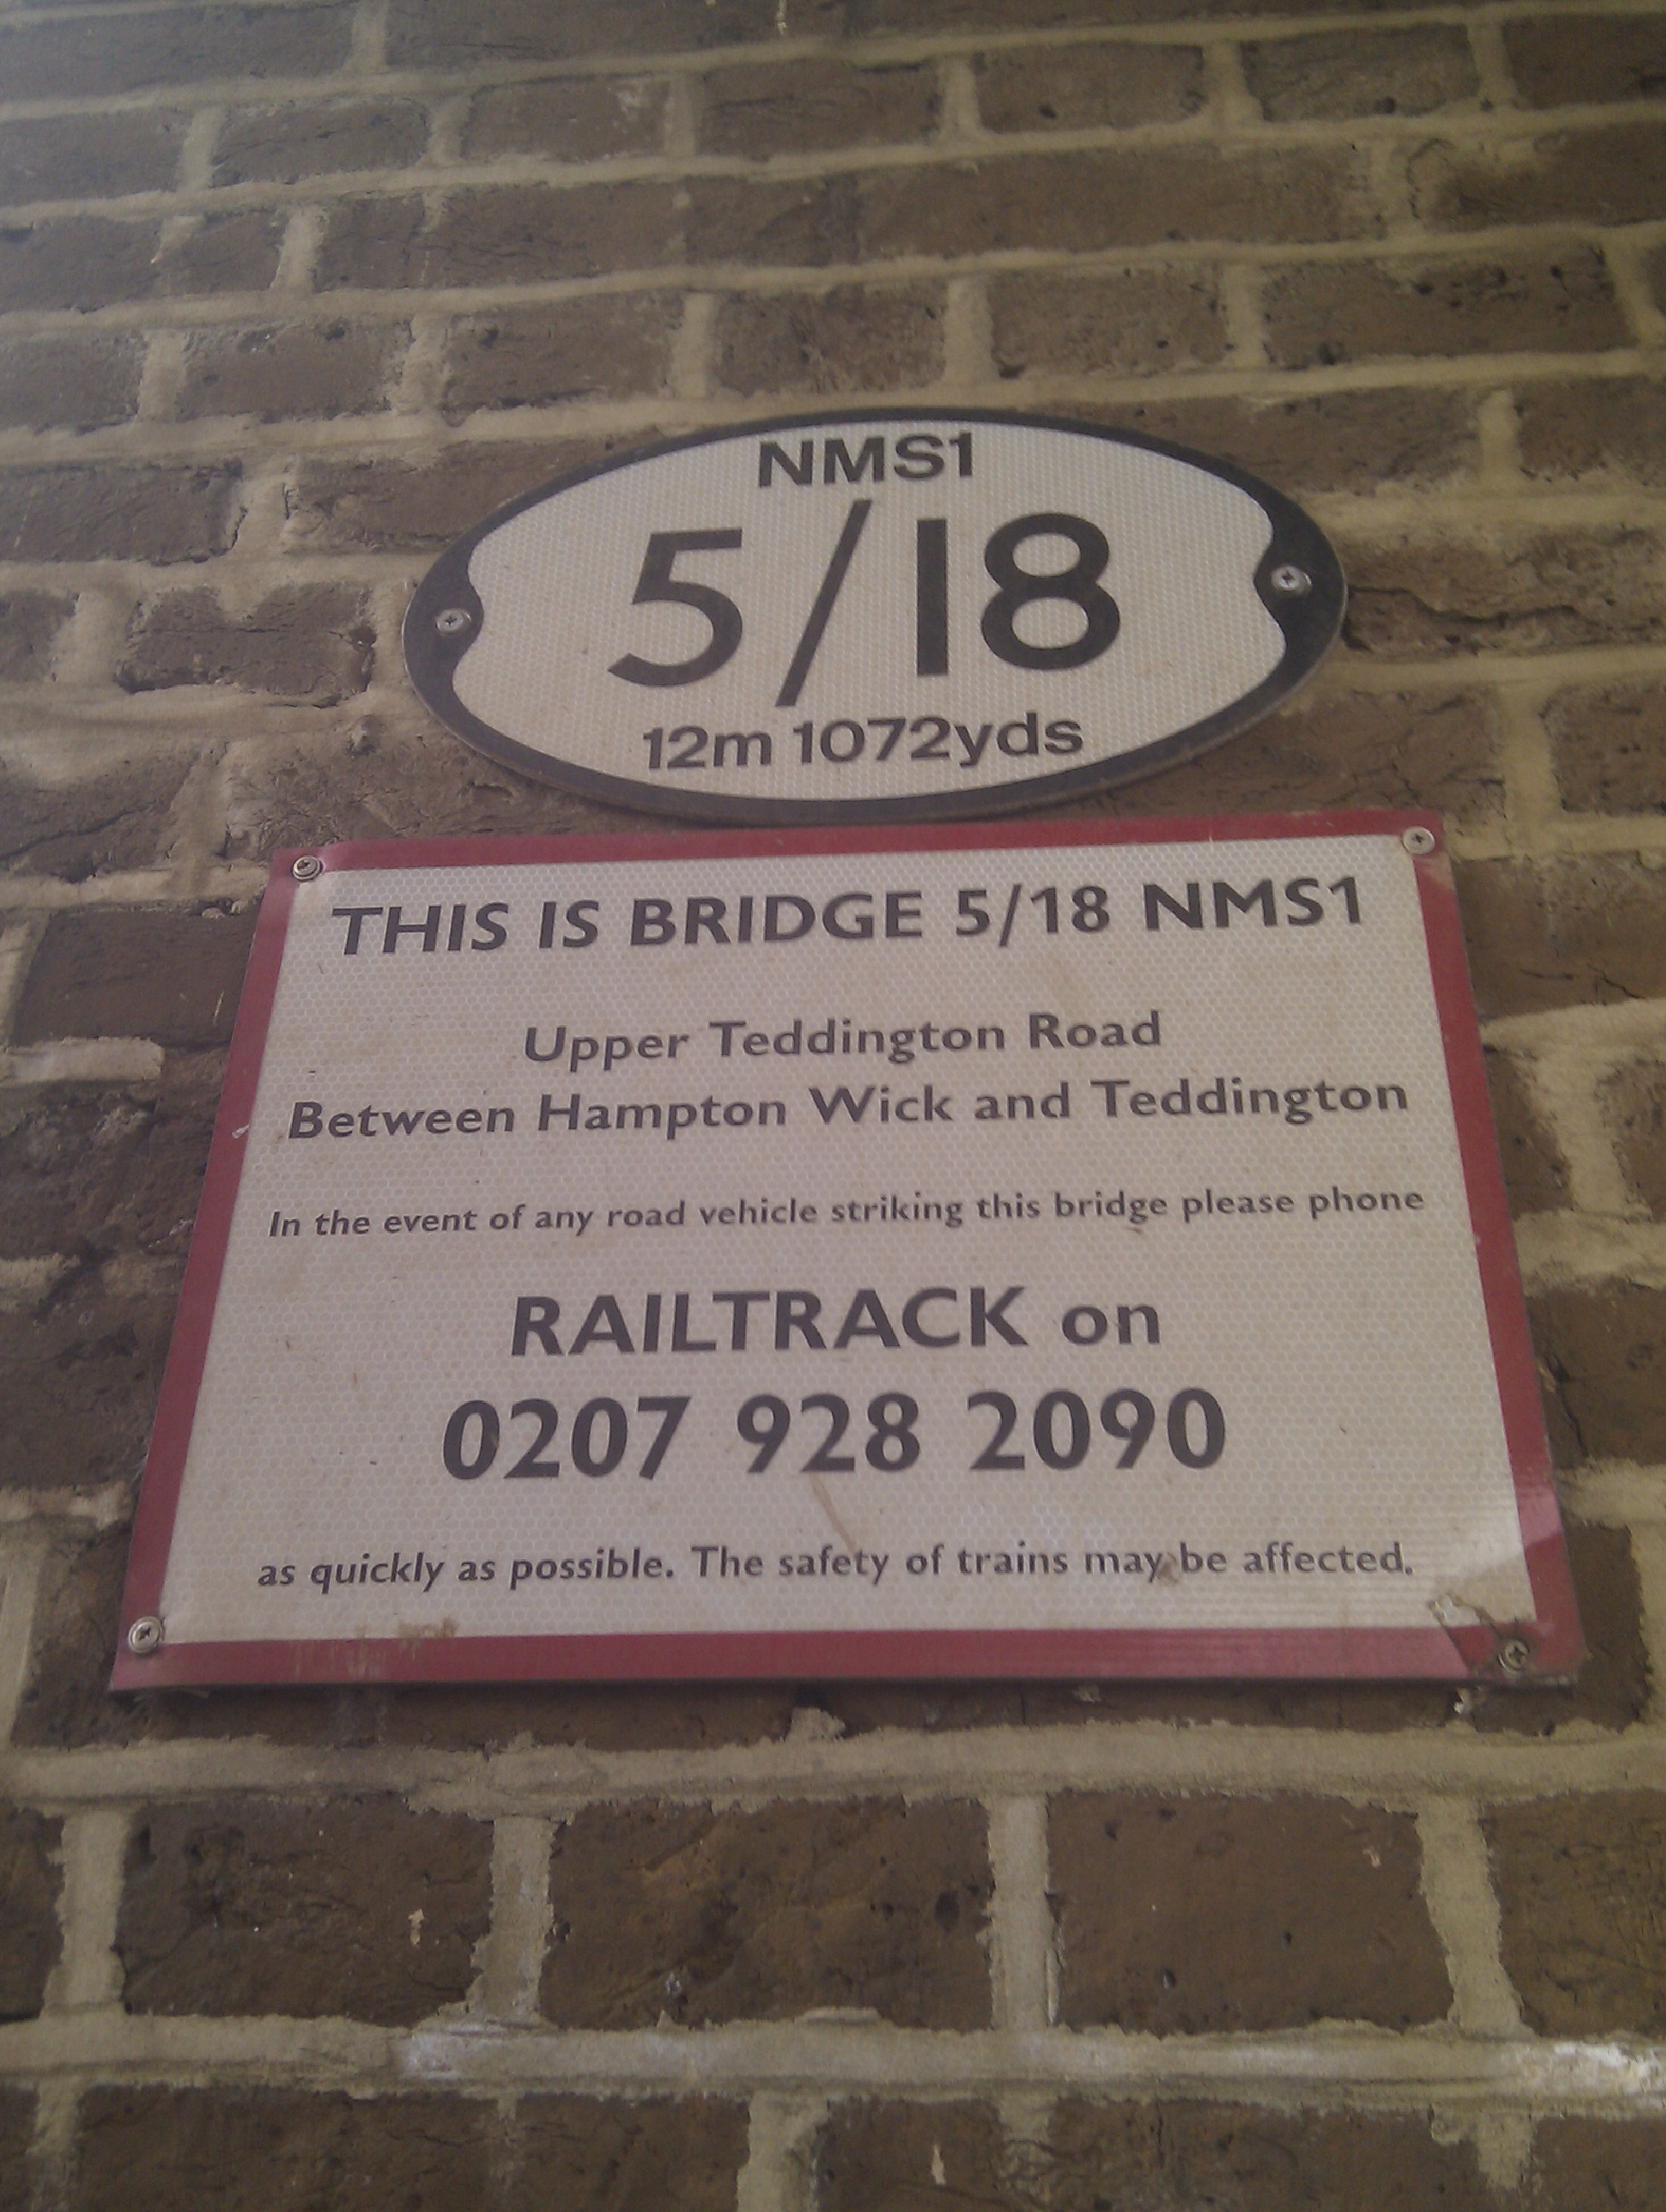 NMS1
5/18
12m 1072yds
THIS IS BRIDGE 5/18 NMS1
Upper Teddington Road
Between Hampton Wick and Teddington
In the event of any road vehicle striking this bridge please phone
RAILTRACK on
0207 928 2090
as quickly as possible. The safety of trains may be affected.